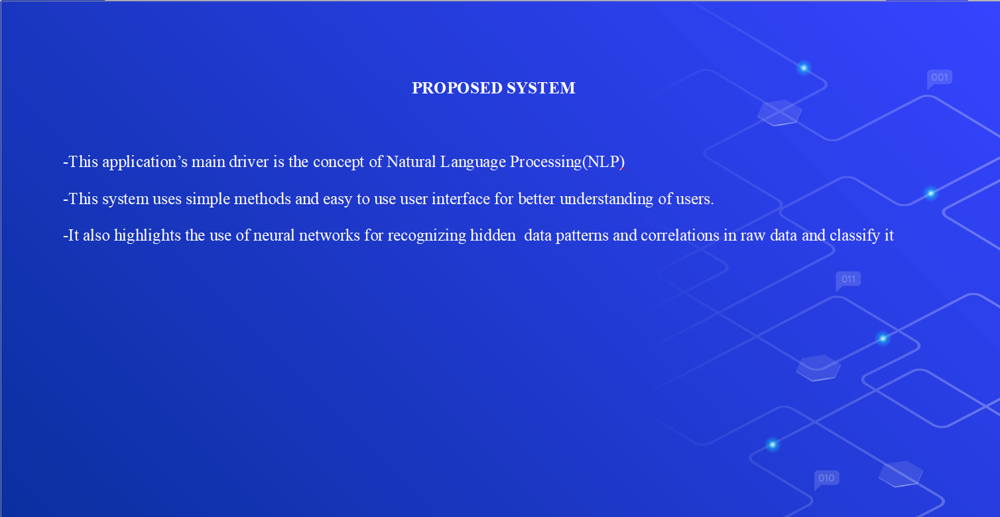 001
PROPOSED SYSTEM
-This application’s main driver is the concept of Natural Language Processing(NLP)
-This system uses simple methods and easy to use user interface for better understanding of users.
-It also highlights the use of neural networks for recognizing hidden  data patterns and correlations in raw data and classify it
011
010